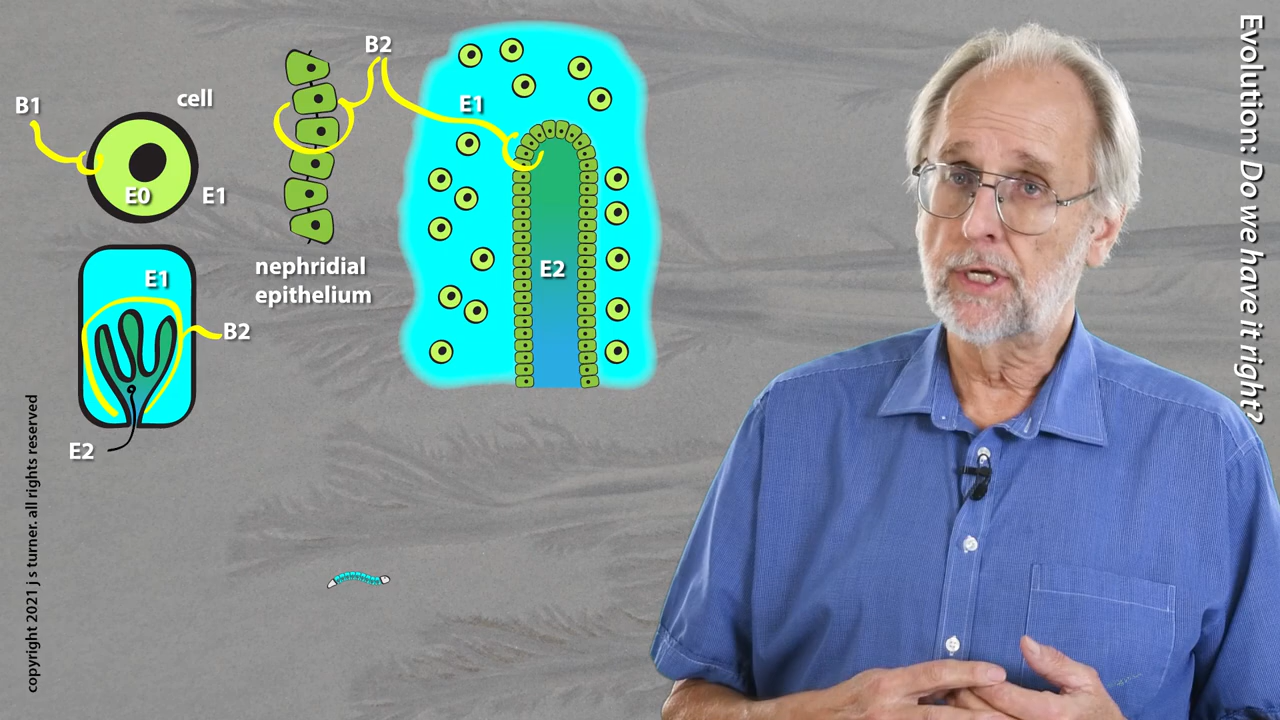 B1
cell
E0
E1
E1
B2
E2
B2
nephridial
epithelium
E1
E2
Evolution: Do we have it right?
copyright 2021 j s turner. all rights reserved